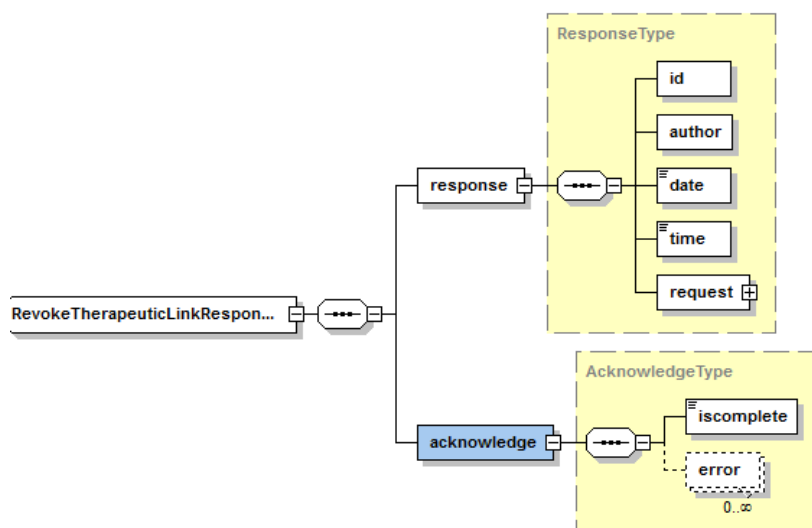 ResponseType
id
author
response
date
time
request
RevokeTherapeuticLinkRespon...
AcknowledgeType
iscomplete
acknowledge
error
0..∞